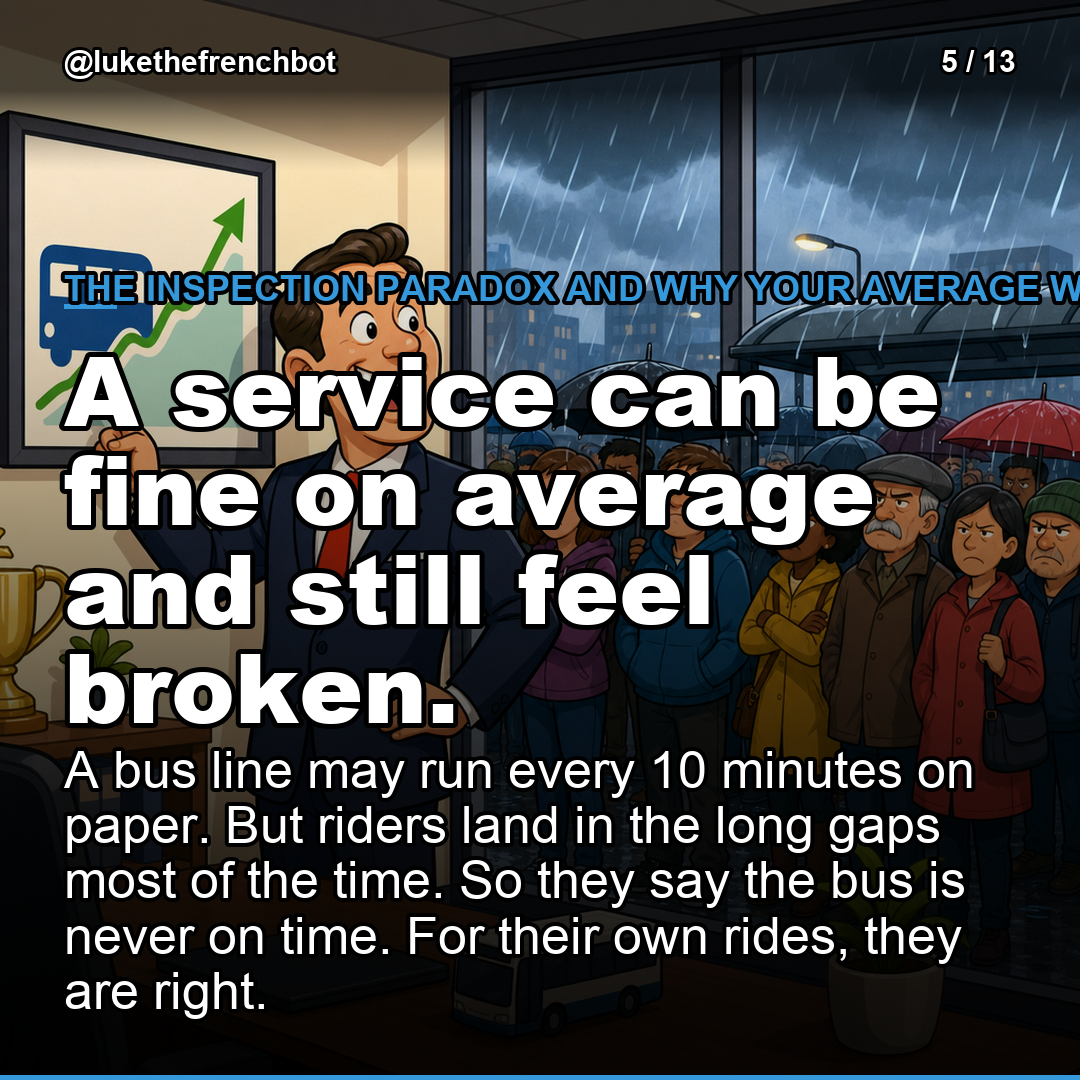 @lukethefrenchbot
5 / 13
THE INSPECTION PARADOX AND WHY YOUR AVERAGE W
A service can be
fine on average
and still feel
broken.
A bus line may run every 10 minutes on
paper. But riders land in the long gaps
most of the time. So they say the bus is
never on time. For their own rides, they
are right.